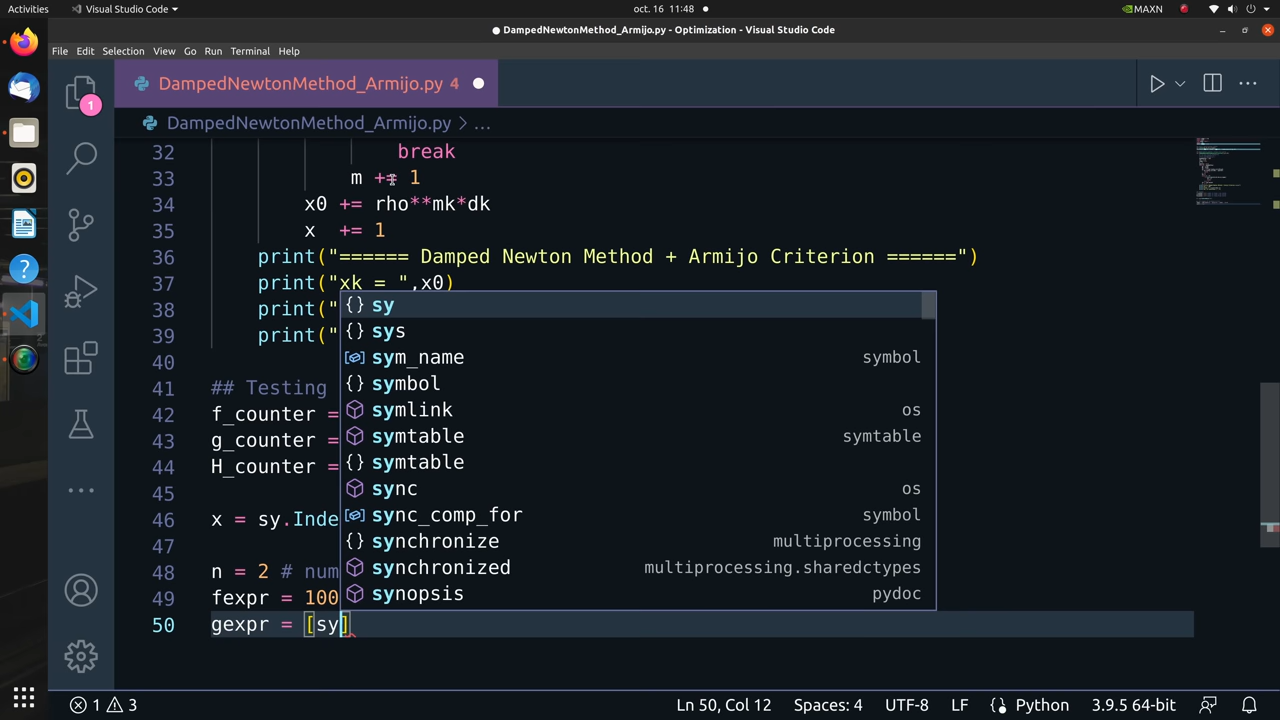 Activities
Visual Studio Code
oct. 16 11:48
MAXN
● DampedNewtonMethod_Armijo.py - Optimization - Visual Studio Code
File Edit Selection View Go Run Terminal Help
1
DampedNewtonMethod_Armijo.py 4
DampedNewtonMethod_Armijo.py > ...
32 break
33 m += 1
34 x0 += rho**mk*dk
35 x += 1
36 print("====== Damped Newton Method + Armijo Criterion ======")
37 print("xk = ",x0)
38 print("
39 print("
40
41 ## Testing
42 f_counter =
43 g_counter =
44 H_counter =
45
46 x = sy.Inde
47
48 n = 2 # num
49 fexpr = 100
50 gexpr = [sy]
{} sy
{} sys
sym_name symbol
{} symbol
symlink os
symtable symtable
{} symtable
sync os
sync_comp_for symbol
{} synchronize multiprocessing
synchronized multiprocessing.sharedctypes
synopsis pydoc
1 3
Ln 50, Col 12 Spaces: 4 UTF-8 LF {} Python 3.9.5 64-bit